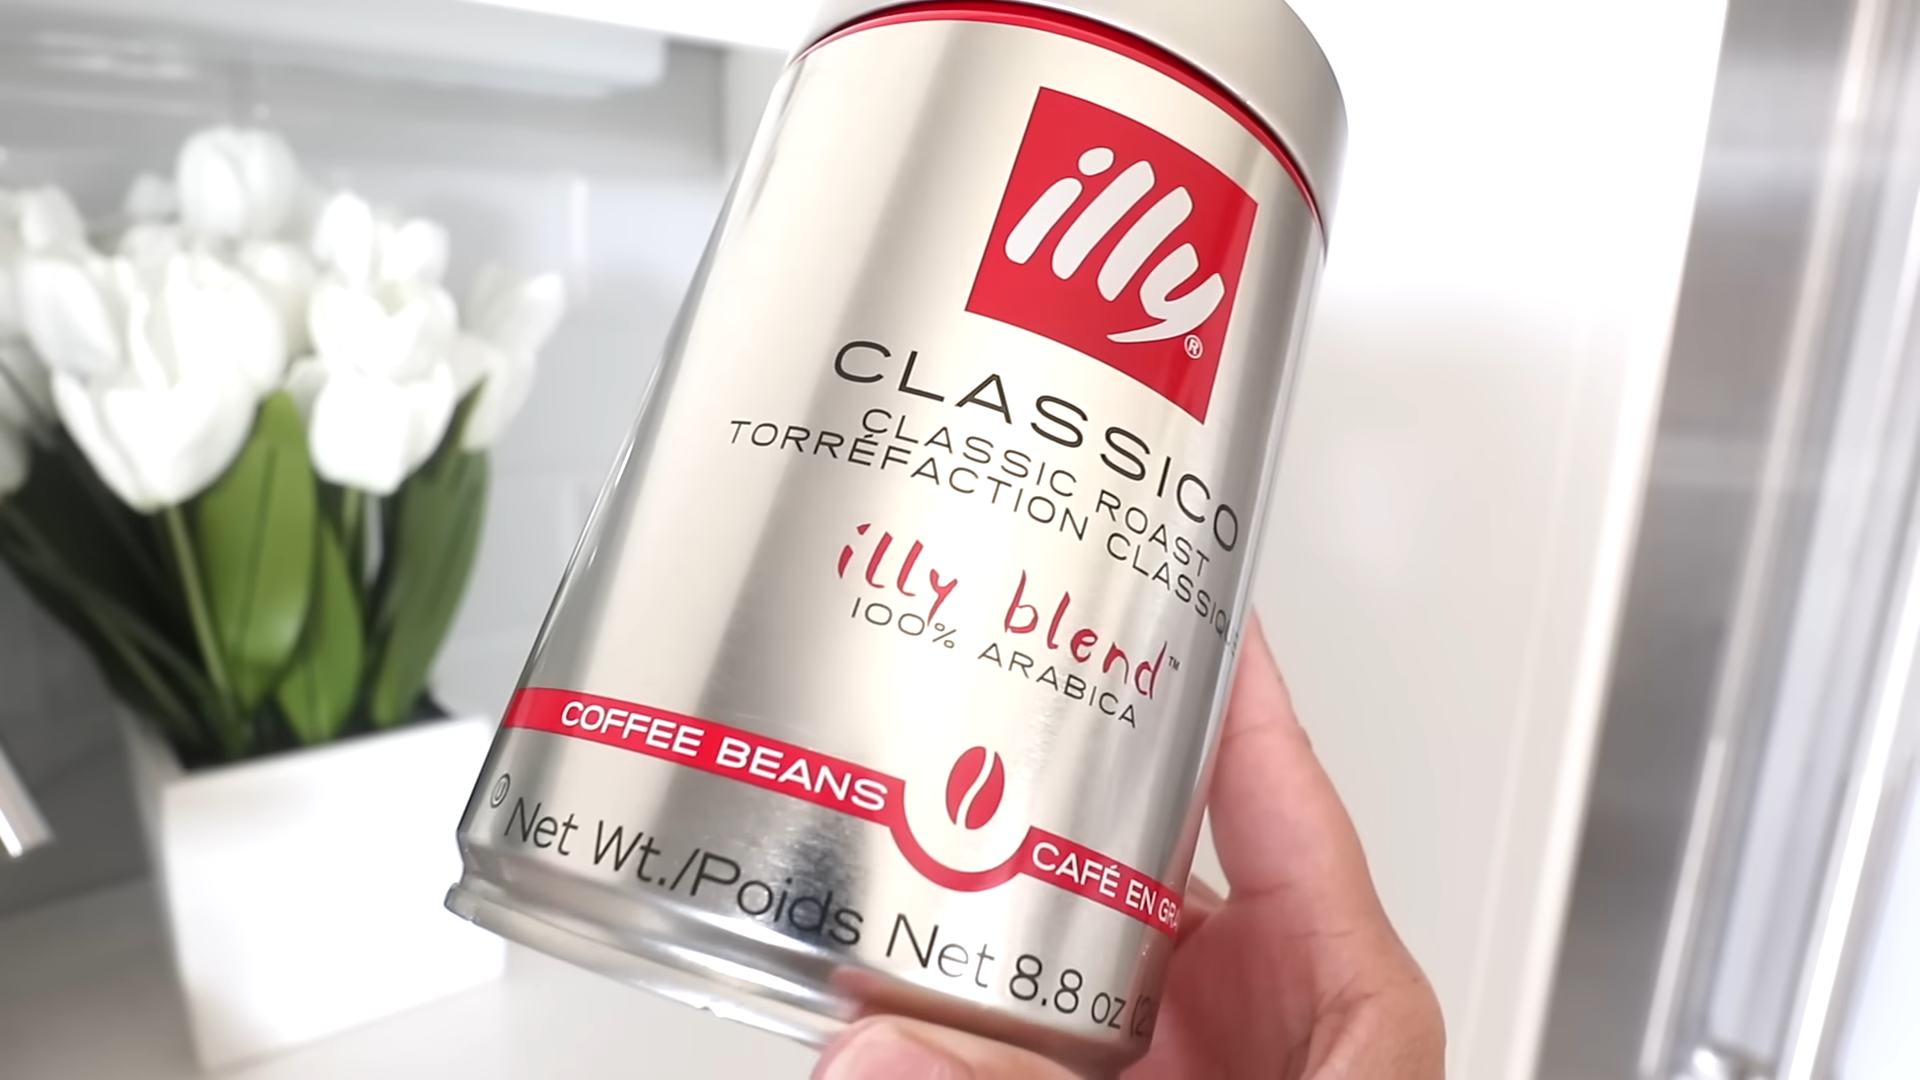 illy®
CLASSICO
CLASSIC ROAST
TORRÉFACTION CLASSIQUE
illy blend™
100% ARABICA
COFFEE BEANS
CAFÉ EN
Net Wt./Poids Net 8.8 oz